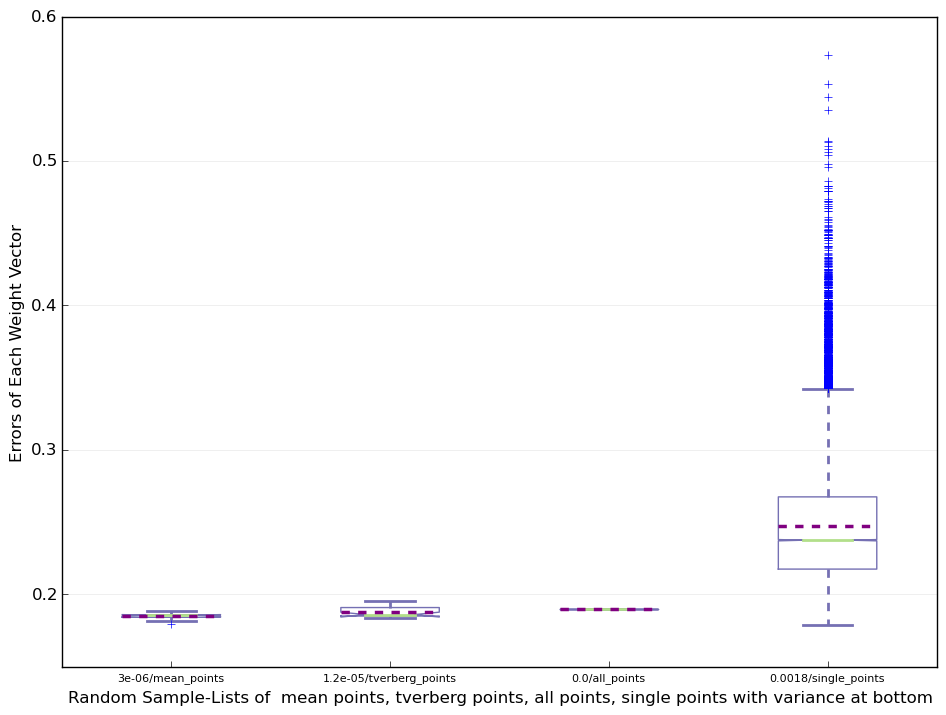 0.6
0.5
0.4
0.3
0.2
Errors of Each Weight Vector
3e-06/mean_points
1.2e-05/tverberg_points
0.0/all_points
0.0018/single_points
Random Sample-Lists of  mean points, tverberg points, all points, single points with variance at bottom